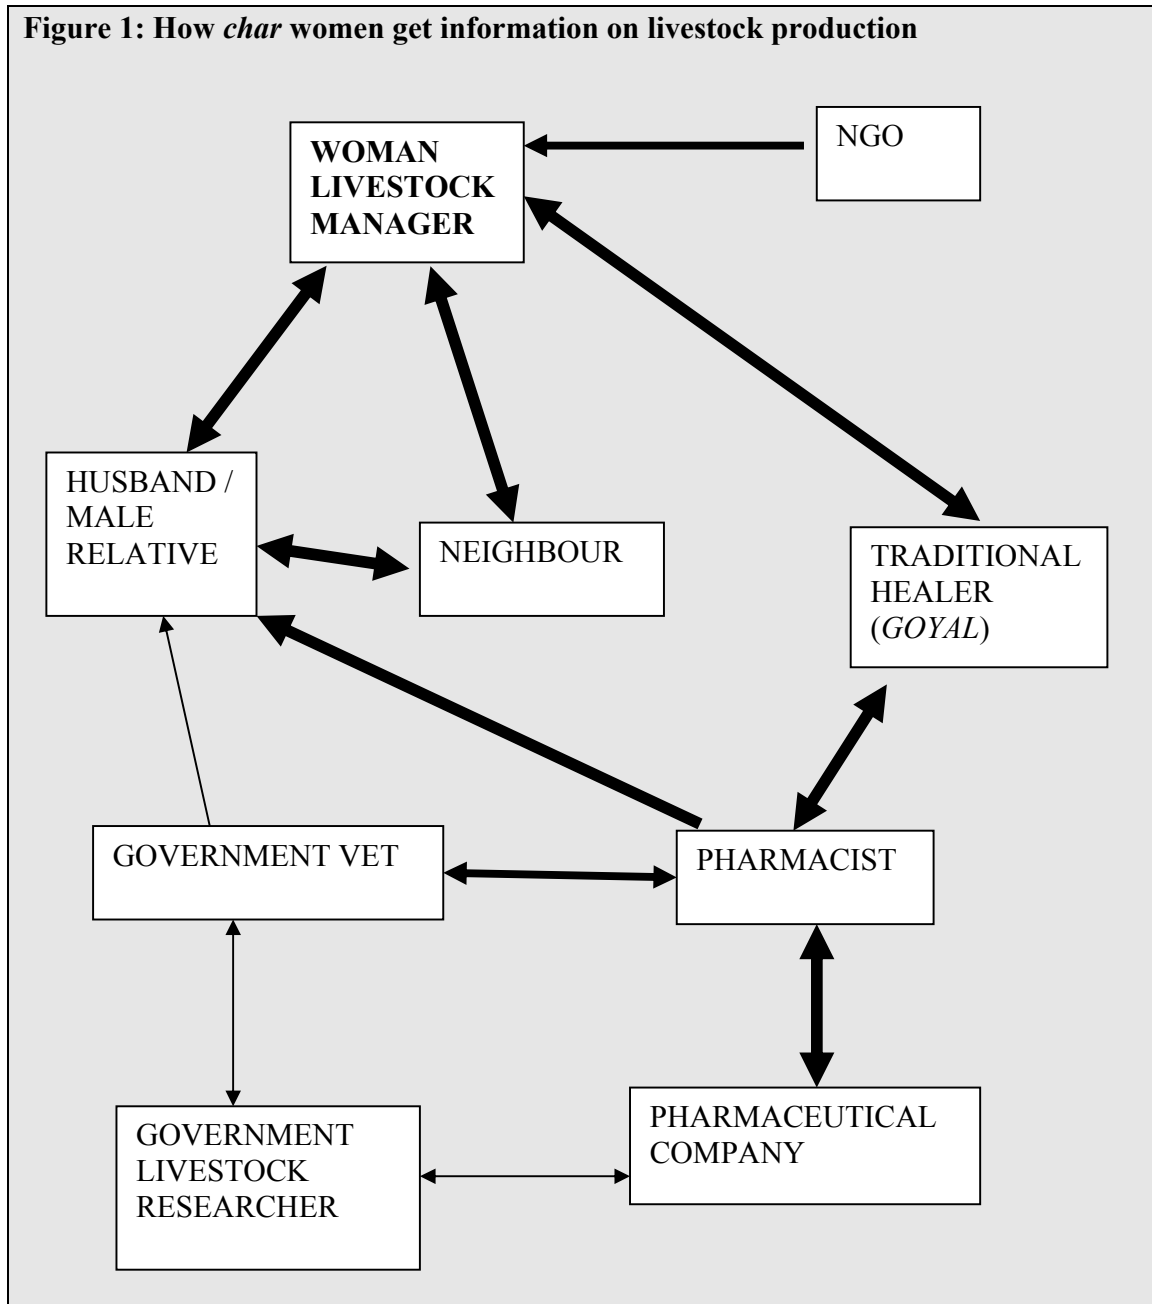 Figure 1: How char women get information on livestock production
NGO
WOMAN
LIVESTOCK
MANAGER
HUSBAND /
MALE
RELATIVE
NEIGHBOUR
TRADITIONAL
HEALER
(GOYAL)
GOVERNMENT VET
PHARMACIST
GOVERNMENT
LIVESTOCK
RESEARCHER
PHARMACEUTICAL
COMPANY